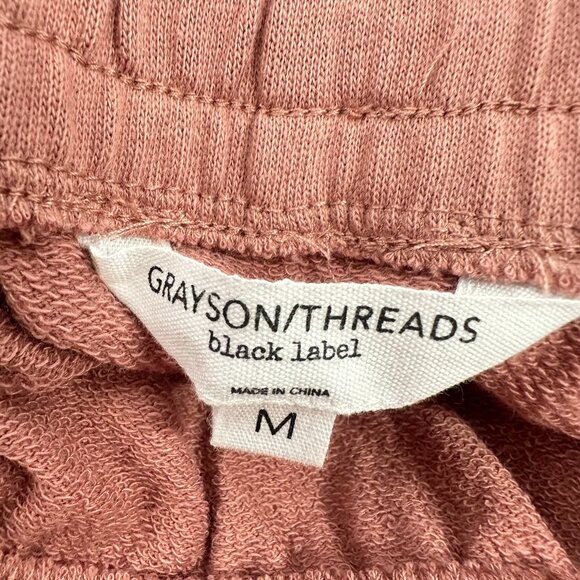 GRAYSON/THREADS
black label
MADE IN CHINA
M